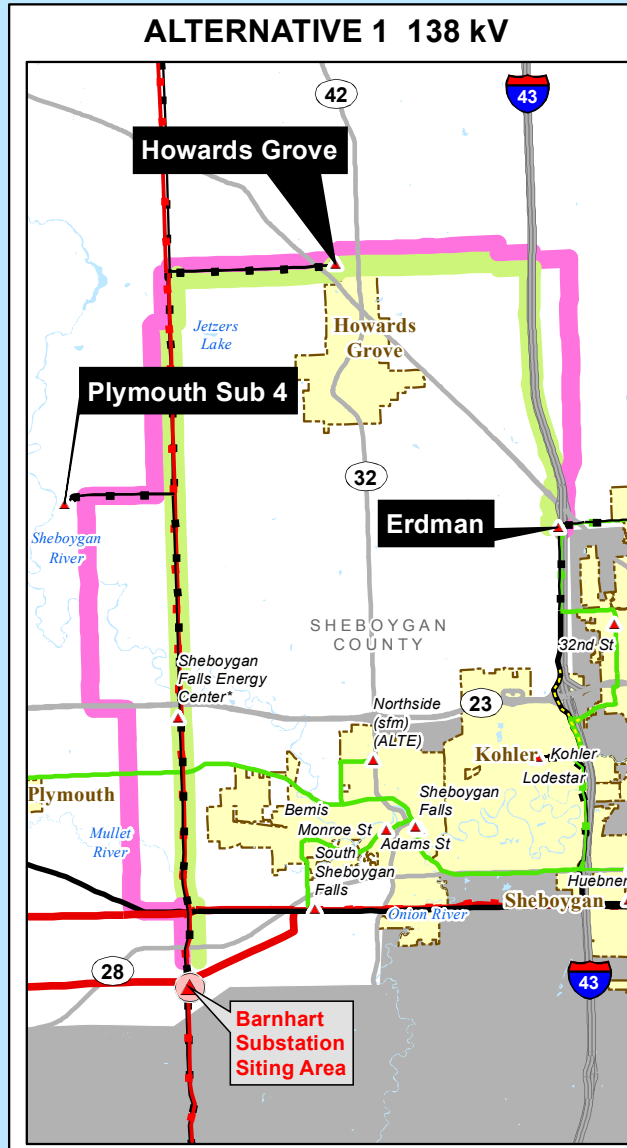 ALTERNATIVE 1 138 kV
42
43
Howards Grove
Jetzers
Lake
Howards
Grove
Plymouth Sub 4
32
Erdman
Sheboygan
River
SHEBOYGAN
COUNTY
32nd St
Sheboygan
Falls Energy
Center*
Northside
(sfm)
(ALTE)
23
Kohler
Kohler
Lodestar
Plymouth
Bemis
Sheboygan
Falls
Mullet
River
Monroe St
Adams St
South
Sheboygan
Falls
Huebner
Sheboygan
Onion River
28
43
Barnhart
Substation
Siting Area